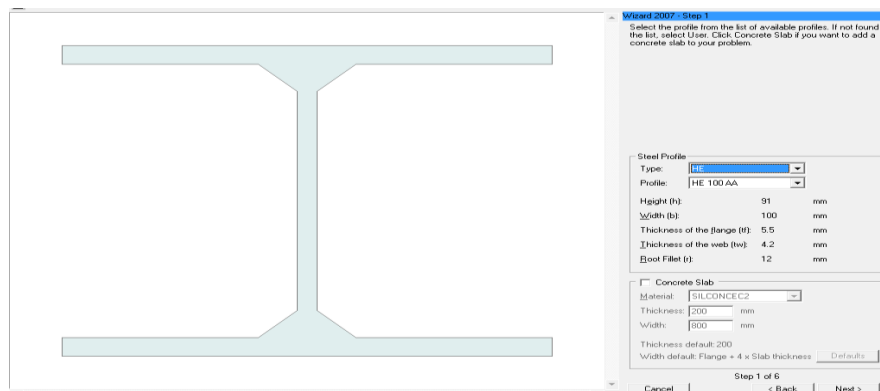 Wizard 2007 - Step 1
Select the profile from the list of available profiles. If not found
the list, select User. Click Concrete Slab if you want to add a
concrete slab to your problem.
Steel Profile
Type: HE
Profile: HE 100 AA
Height (h): 91 mm
Width (b): 100 mm
Thickness of the flange (tf): 5.5 mm
Thickness of the web (tw): 4.2 mm
Root Fillet (r): 12 mm
Concrete Slab
Material: SILCONCEC2
Thickness: 200 mm
Width: 800 mm
Thickness default: 200
Width default: Flange + 4 x Slab thickness Defaults
Step 1 of 6
Cancel < Back Next >